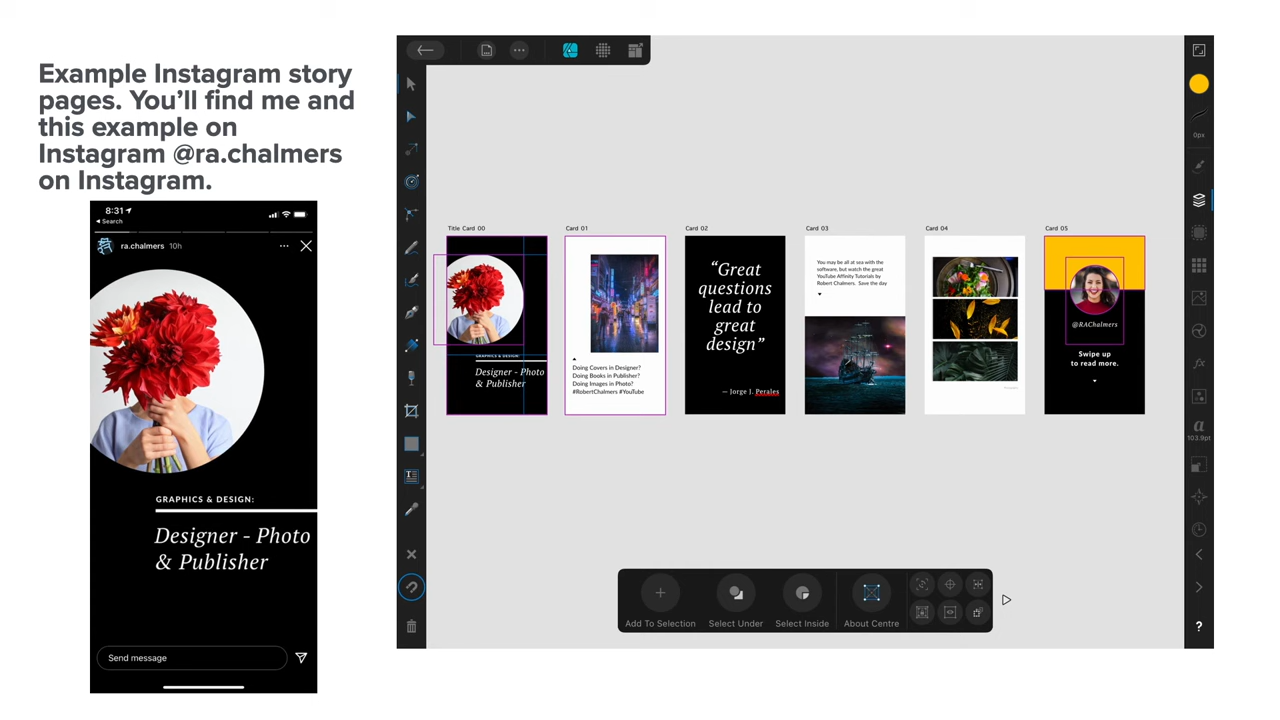 Example Instagram story
pages. You’ll find me and
this example on
Instagram @ra.chalmers
on Instagram.
8:31
Search
ra.chalmers 10h
GRAPHICS & DESIGN:
Designer - Photo
& Publisher
Send message
0px
a
103.9pt
?
Title Card 00
Card 01
Card 02
Card 03
Card 04
Card 05
GRAPHICS & DESIGN:
Designer - Photo
& Publisher
Doing Covers in Designer?
Doing Books in Publisher?
Doing Images in Photo?
#RobertChalmers #YouTube
“Great
questions
lead to
great
design”
— Jorge J. Perales
You may be all at sea with the
software, but watch the great
YouTube Affinity Tutorials by
Robert Chalmers. Save the day
@RAChalmers
Swipe up
to read more.
Add To Selection
Select Under
Select Inside
About Centre